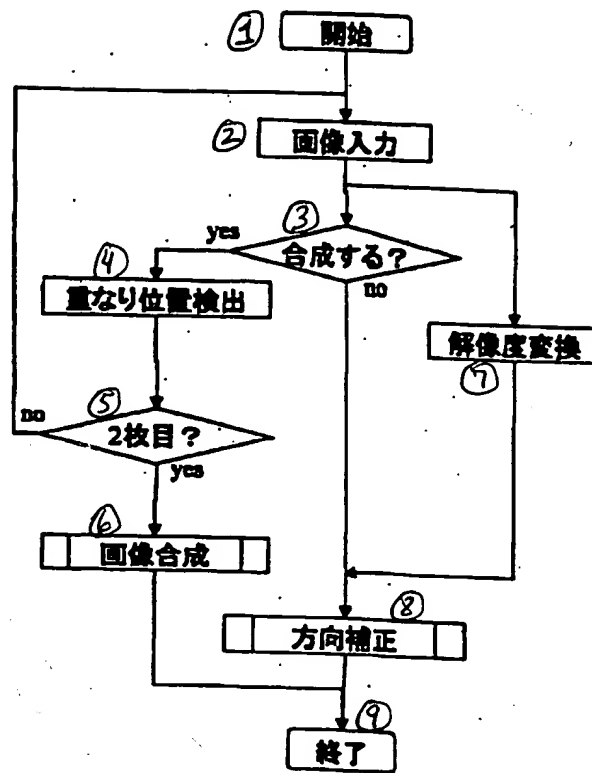 ① 開始
② 画像入力
③
yes 合成する?
④ no
重なり位置検出
解像度変換
⑦
⑤
no 2枚目?
yes
⑥
画像合成
⑧
方向補正
⑨
終了